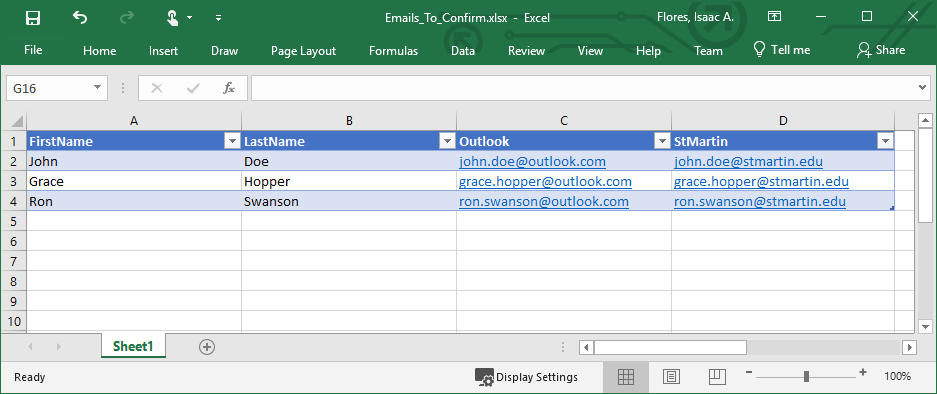 Emails_To_Confirm.xlsx - Excel Flores, Isaac A.
File Home Insert Draw Page Layout Formulas Data Review View Help Team Tell me Share
G16 fx
A B C D
1 FirstName LastName Outlook StMartin
2 John Doe john.doe@outlook.com john.doe@stmartin.edu
3 Grace Hopper grace.hopper@outlook.com grace.hopper@stmartin.edu
4 Ron Swanson ron.swanson@outlook.com ron.swanson@stmartin.edu
5
6
7
8
9
10
Sheet1
Ready Display Settings 100%